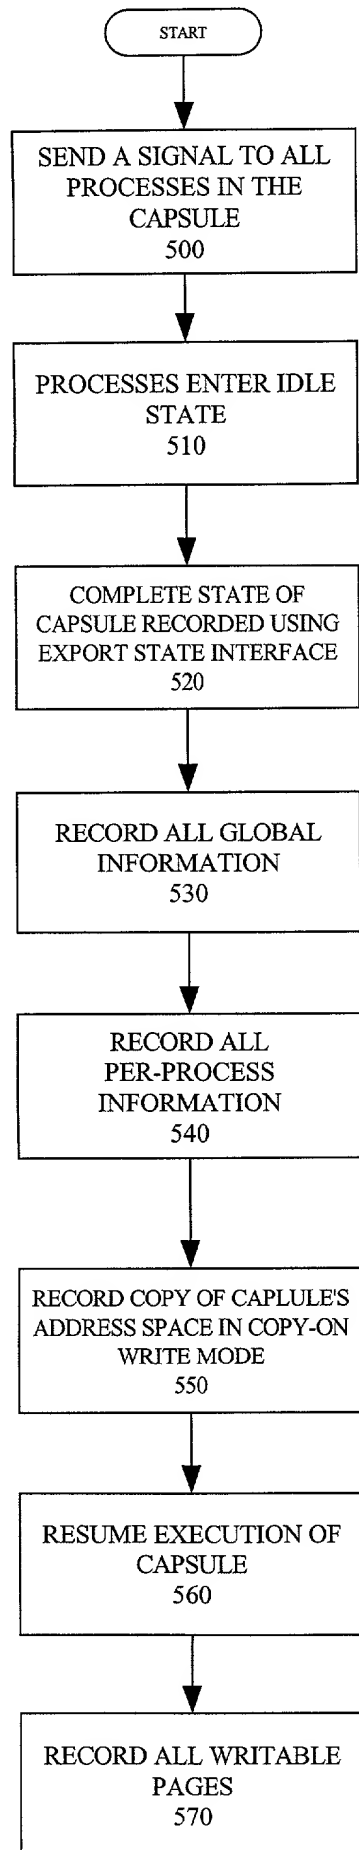 START
SEND A SIGNAL TO ALL
PROCESSES IN THE
CAPSULE
500
PROCESSES ENTER IDLE
STATE
510
COMPLETE STATE OF
CAPSULE RECORDED USING
EXPORT STATE INTERFACE
520
RECORD ALL GLOBAL
INFORMATION
530
RECORD ALL
PER-PROCESS
INFORMATION
540
RECORD COPY OF CAPLULE'S
ADDRESS SPACE IN COPY-ON
WRITE MODE
550
RESUME EXECUTION OF
CAPSULE
560
RECORD ALL WRITABLE
PAGES
570